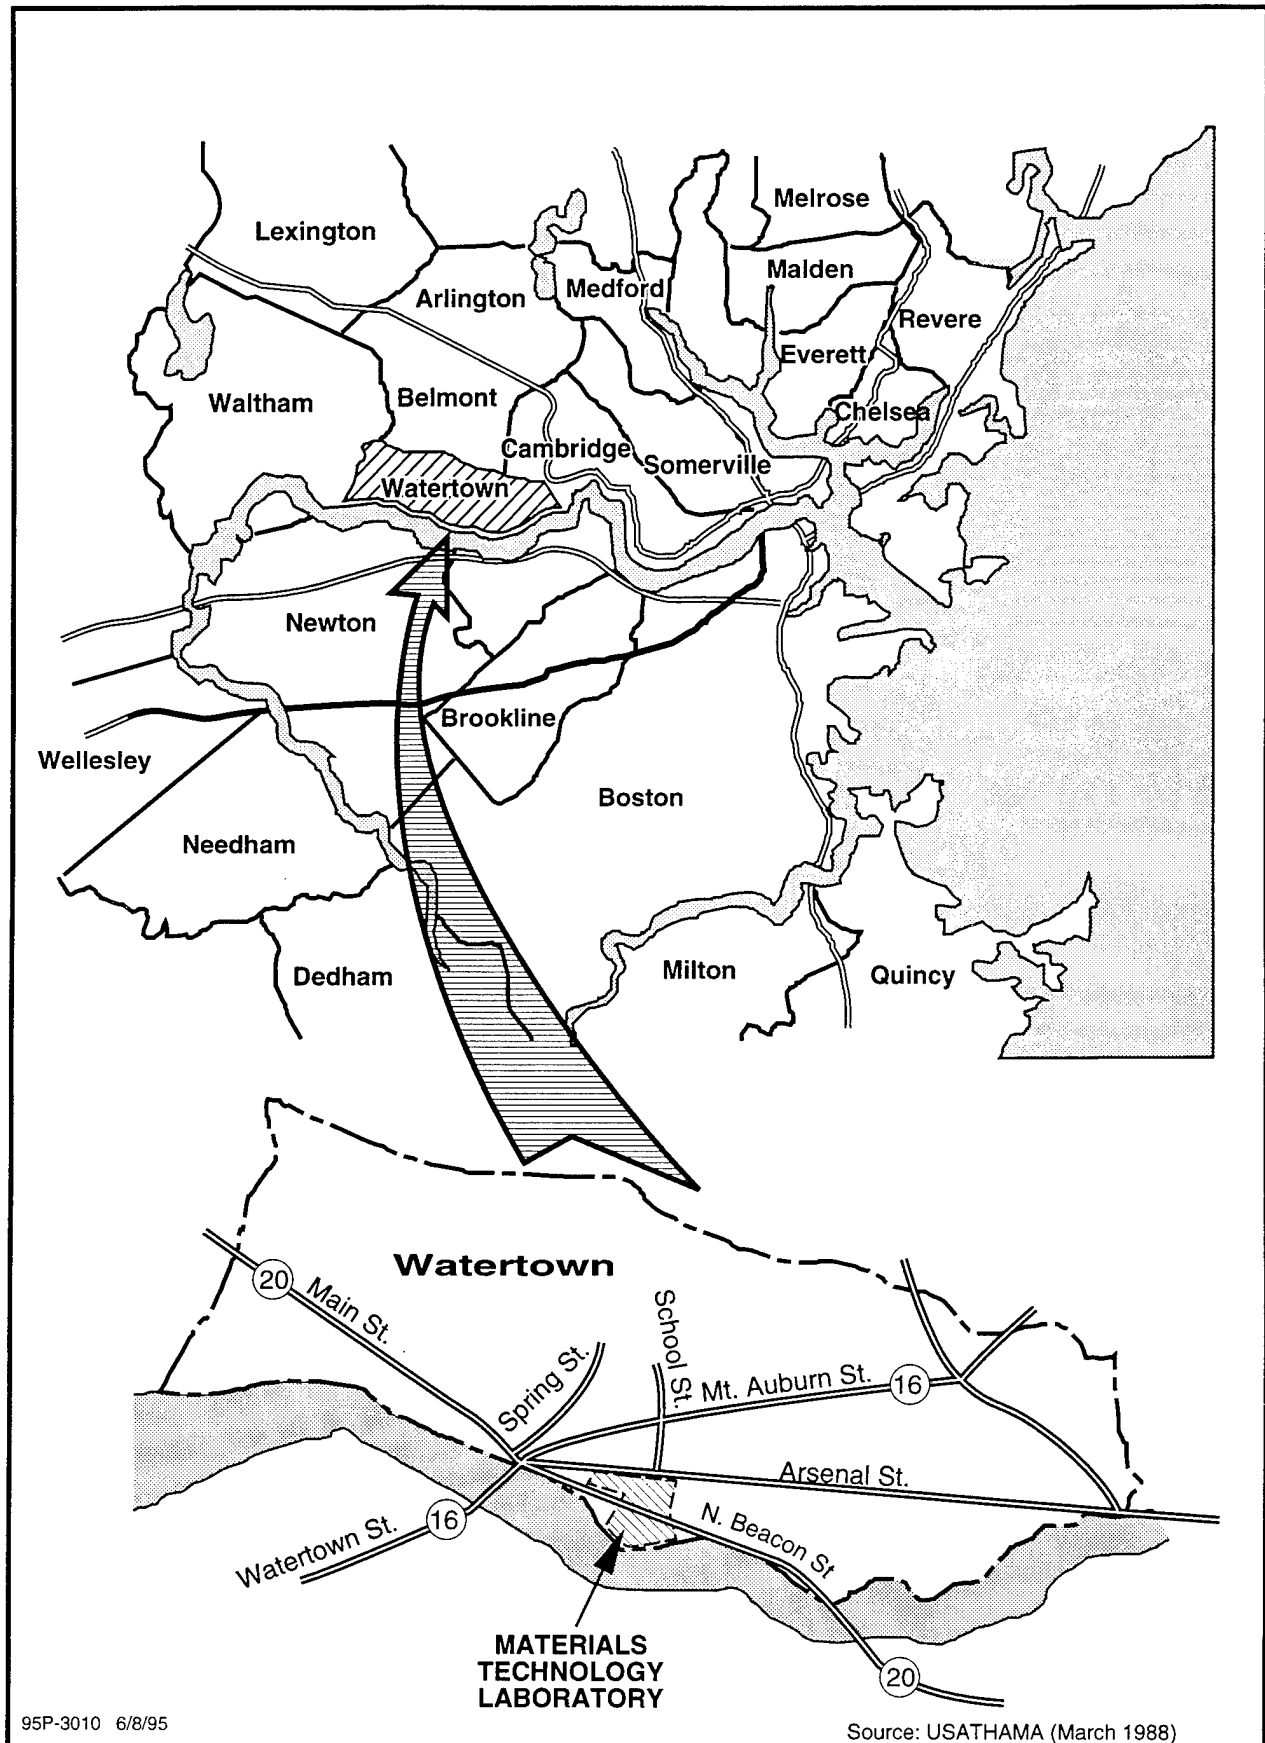 Melrose
Lexington
Malden
Medford
Arlington
Revere
Everett
Belmont
Waltham
Chelsea
Cambridge
Somerville
Watertown
Newton
Brookline
Wellesley
Boston
Needham
Milton
Quincy
Dedham
Watertown
20
Main St.
School St.
Spring St.
Mt. Auburn St.
16
Arsenal St.
N. Beacon St
16
Watertown St.
MATERIALS
TECHNOLOGY
LABORATORY
20
95P-3010 6/8/95
Source: USATHAMA (March 1988)